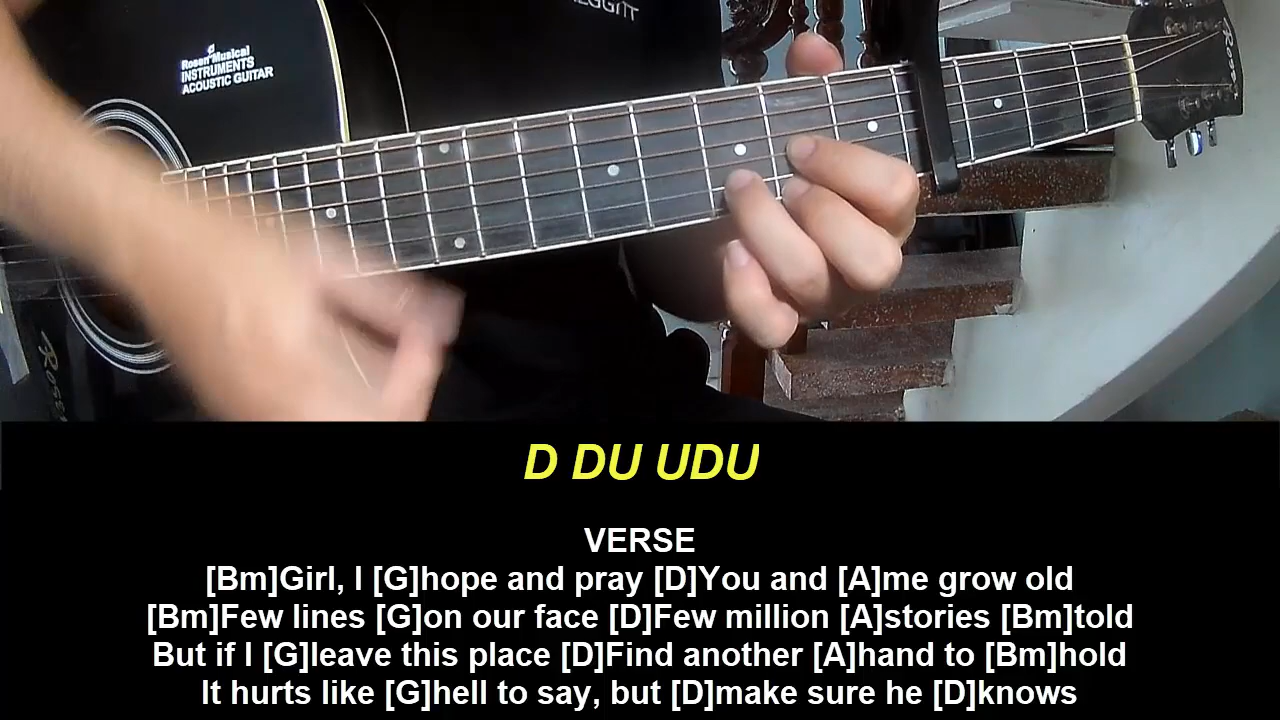 Rosen Musical
INSTRUMENTS
ACOUSTIC GUITAR
D DU UDU
VERSE
[Bm]Girl, I [G]hope and pray [D]You and [A]me grow old
[Bm]Few lines [G]on our face [D]Few million [A]stories [Bm]told
But if I [G]leave this place [D]Find another [A]hand to [Bm]hold
It hurts like [G]hell to say, but [D]make sure he [D]knows